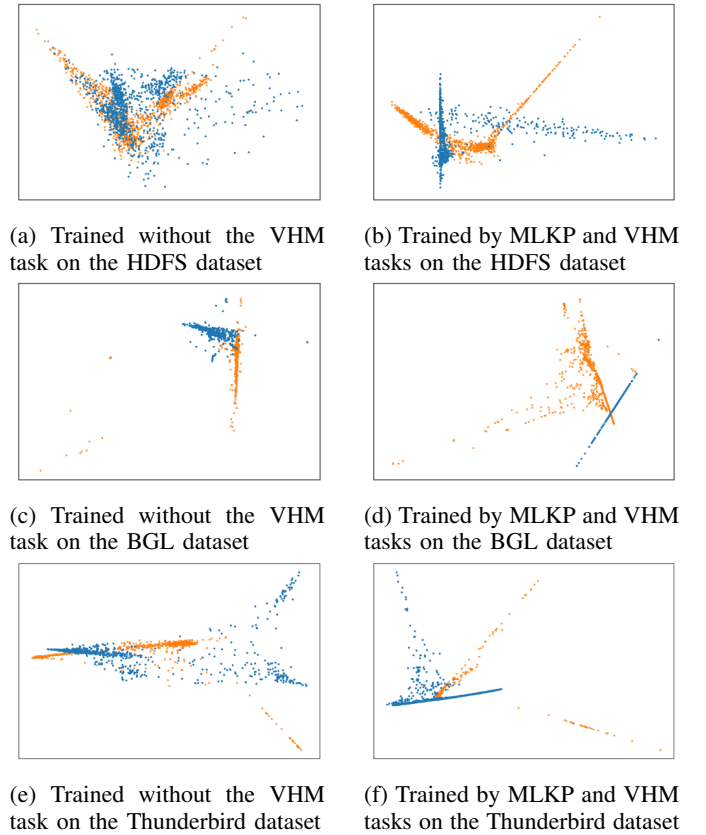 (a) Trained without the VHM
task on the HDFS dataset
(b) Trained by MLKP and VHM
tasks on the HDFS dataset
(c) Trained without the VHM
task on the BGL dataset
(d) Trained by MLKP and VHM
tasks on the BGL dataset
(e) Trained without the VHM
task on the Thunderbird dataset
(f) Trained by MLKP and VHM
tasks on the Thunderbird dataset